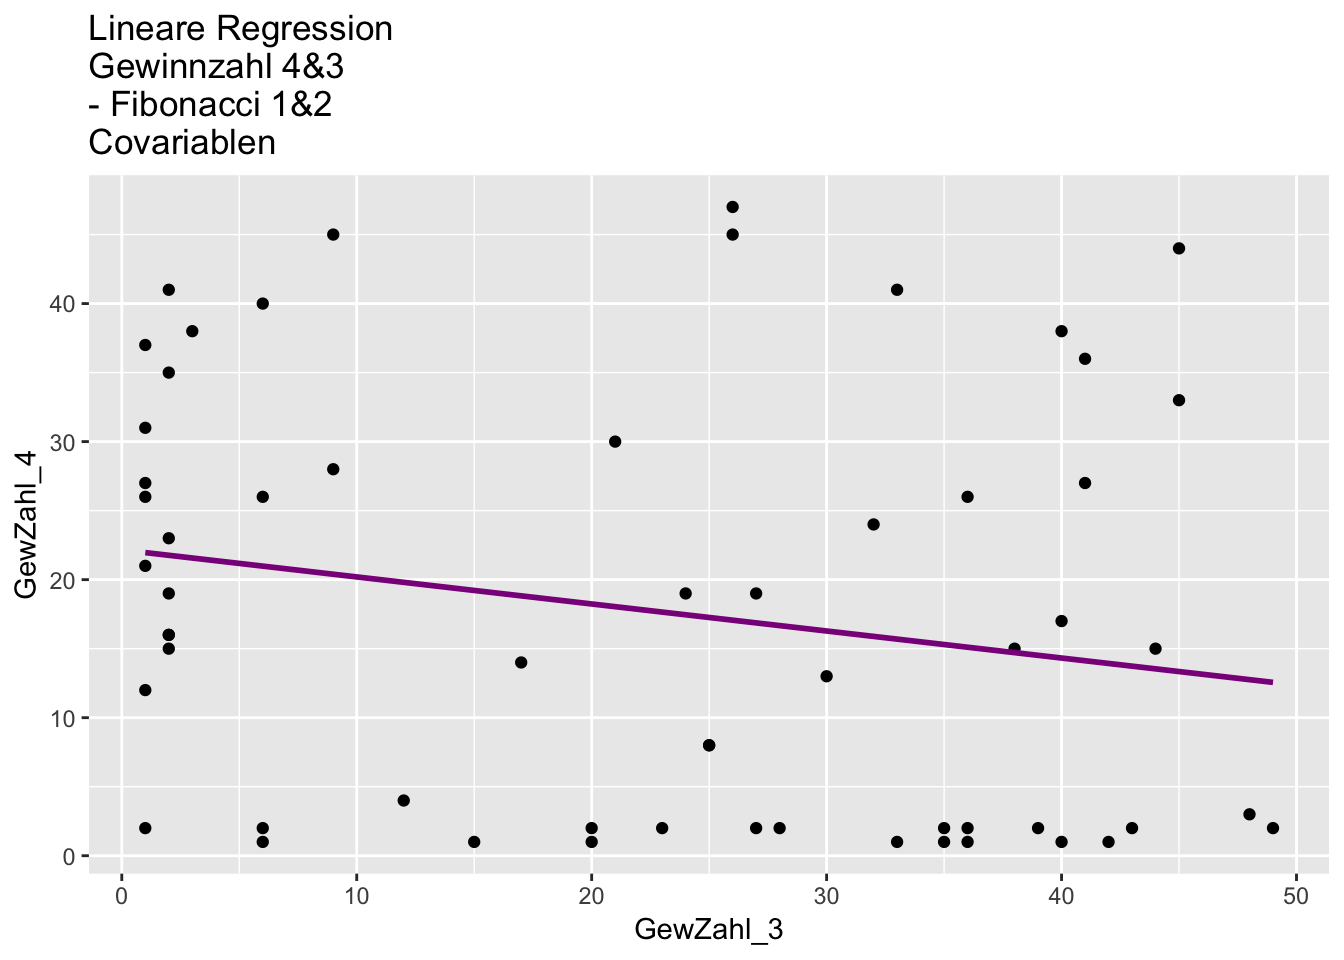 Lineare Regression
Gewinnzahl 4&3
- Fibonacci 1&2
Covariablen
40
30
20
10
0
GewZahl_4
0 10 20 30 40 50
GewZahl_3